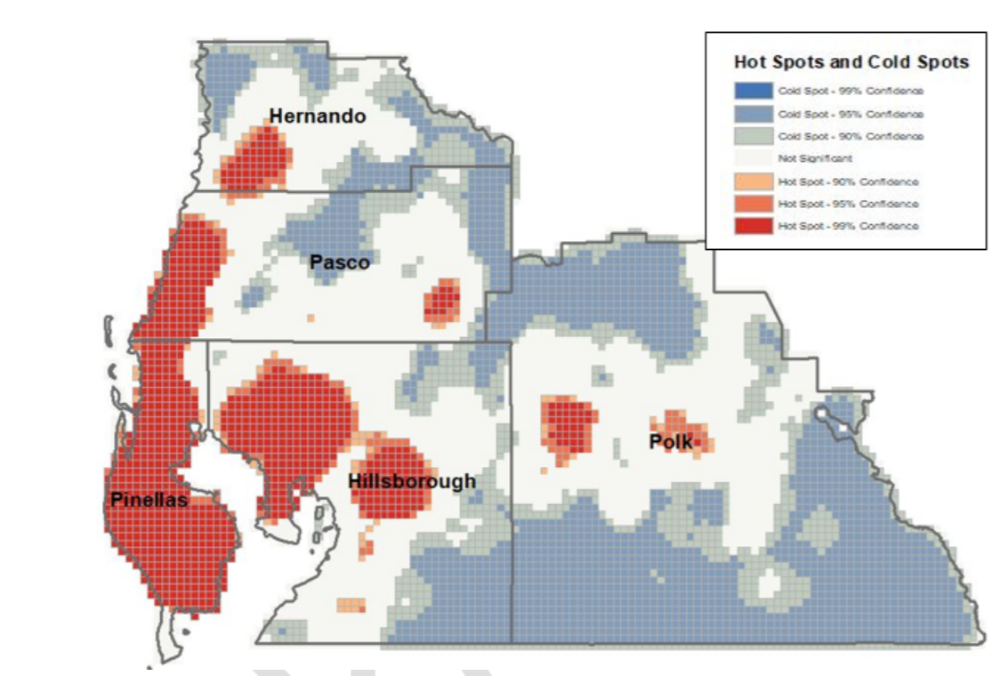 Hot Spots and Cold Spots
Cold Spot - 99% Confidence
Cold Spot - 95% Confidence
Cold Spot - 90% Confidence
Not Significant
Hot Spot - 90% Confidence
Hot Spot - 95% Confidence
Hot Spot - 99% Confidence
Hernando
Pasco
Polk
Hillsborough
Pinellas